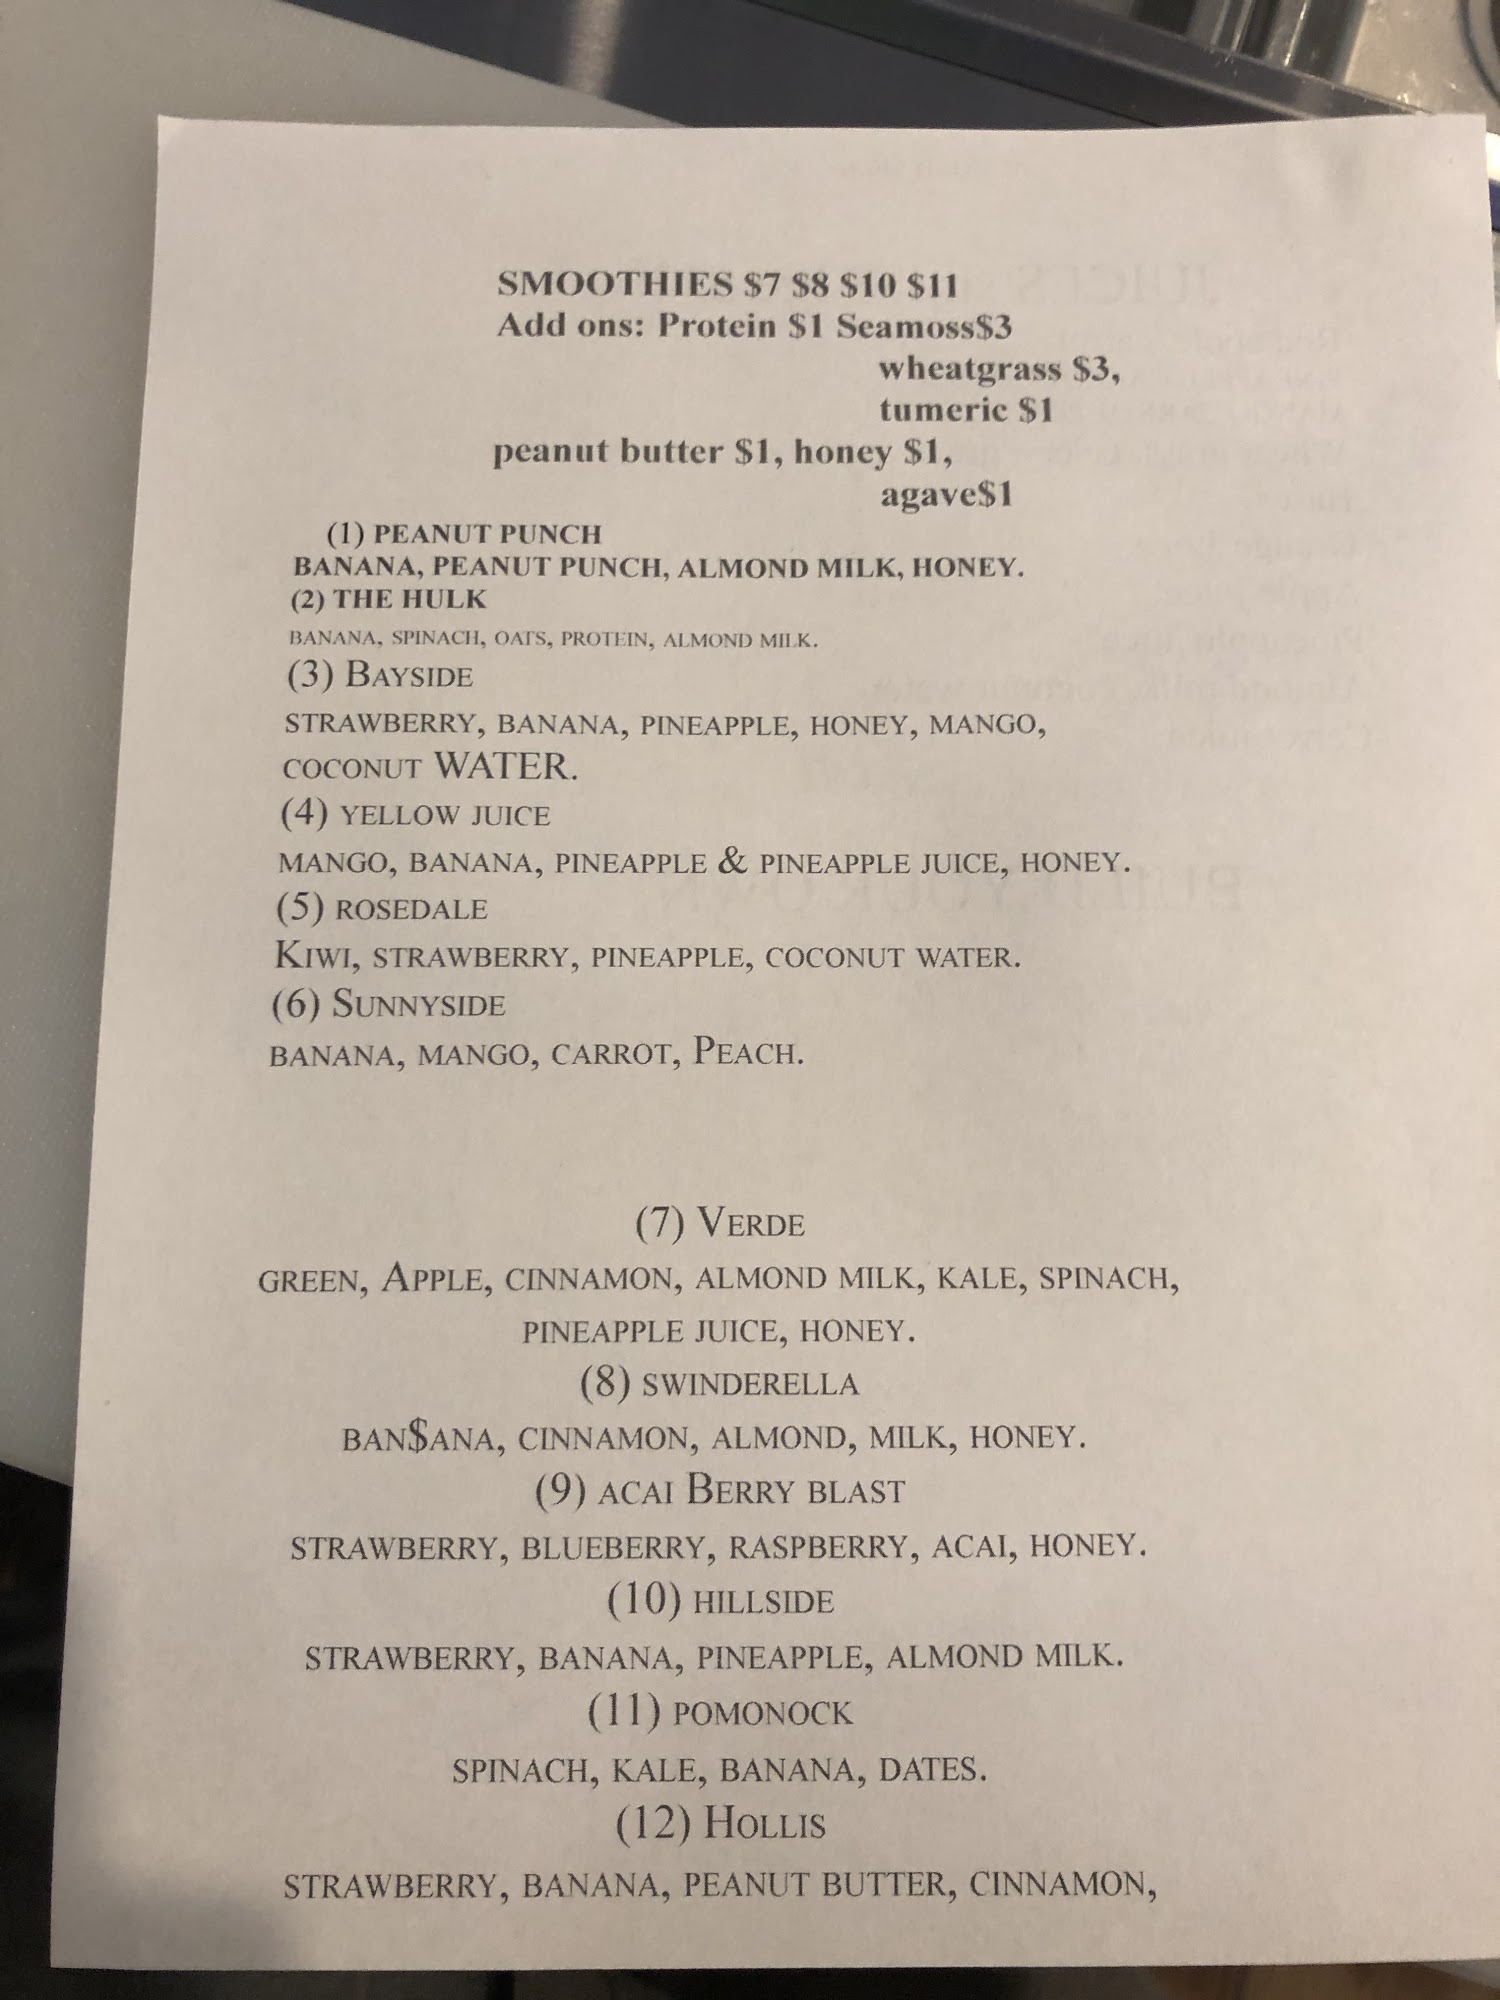 SMOOTHIES $7 $8 $10 $11
Add ons: Protein $1 Seamoss$3
wheatgrass $3,
tumeric $1
peanut butter $1, honey $1,
agave$1
(1) PEANUT PUNCH
BANANA, PEANUT PUNCH, ALMOND MILK, HONEY.
(2) THE HULK
BANANA, SPINACH, OATS, PROTEIN, ALMOND MILK.
(3) BAYSIDE
STRAWBERRY, BANANA, PINEAPPLE, HONEY, MANGO,
COCONUT WATER.
(4) YELLOW JUICE
MANGO, BANANA, PINEAPPLE & PINEAPPLE JUICE, HONEY.
(5) ROSEDALE
KIWI, STRAWBERRY, PINEAPPLE, COCONUT WATER.
(6) SUNNYSIDE
BANANA, MANGO, CARROT, PEACH.
(7) VERDE
GREEN, APPLE, CINNAMON, ALMOND MILK, KALE, SPINACH,
PINEAPPLE JUICE, HONEY.
(8) SWINDERELLA
BAN$ANA, CINNAMON, ALMOND, MILK, HONEY.
(9) ACAI BERRY BLAST
STRAWBERRY, BLUEBERRY, RASPBERRY, ACAI, HONEY.
(10) HILLSIDE
STRAWBERRY, BANANA, PINEAPPLE, ALMOND MILK.
(11) POMONOCK
SPINACH, KALE, BANANA, DATES.
(12) HOLLIS
STRAWBERRY, BANANA, PEANUT BUTTER, CINNAMON,